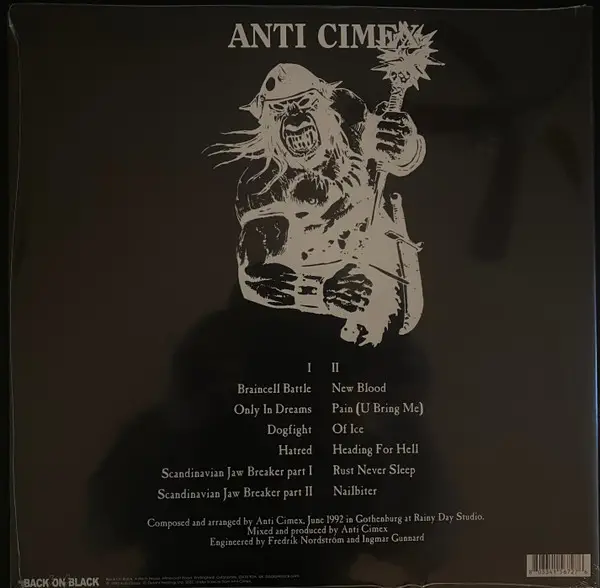 ANTI CIMEX
I II
Braincell Battle New Blood
Only In Dreams Pain (U Bring Me)
Dogfight Of Ice
Hatred Heading For Hell
Scandinavian Jaw Breaker part I Rust Never Sleep
Scandinavian Jaw Breaker part II Nailbiter
Composed and arranged by Anti Cimex, June 1992 in Gothenburg at Rainy Day Studio.
Mixed and produced by Anti Cimex
Engineered by Fredrik Nordström and Ingmar Gunnard
BACK ON BLACK